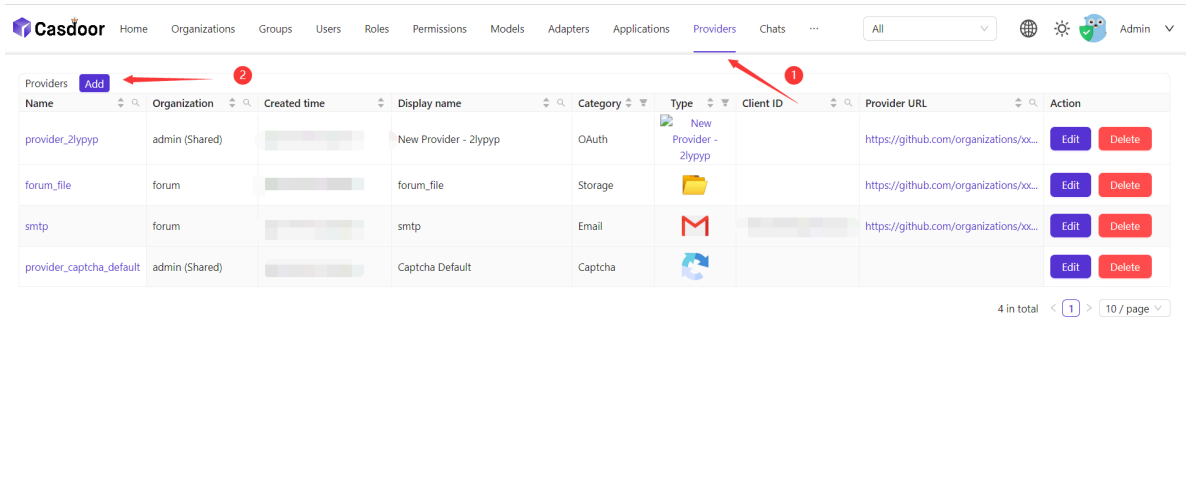 Casdoor Home Organizations Groups Users Roles Permissions Models Adapters Applications Providers Chats ··· All Admin
1
2
Providers Add
Name Organization Created time Display name Category Type Client ID Provider URL Action
provider_2lypyp admin (Shared) New Provider - 2lypyp OAuth New Provider - 2lypyp https://github.com/organizations/xx... Edit Delete
forum_file forum forum_file Storage https://github.com/organizations/xx... Edit Delete
smtp forum smtp Email https://github.com/organizations/xx... Edit Delete
provider_captcha_default admin (Shared) Captcha Default Captcha Edit Delete
4 in total < 1 > 10 / page